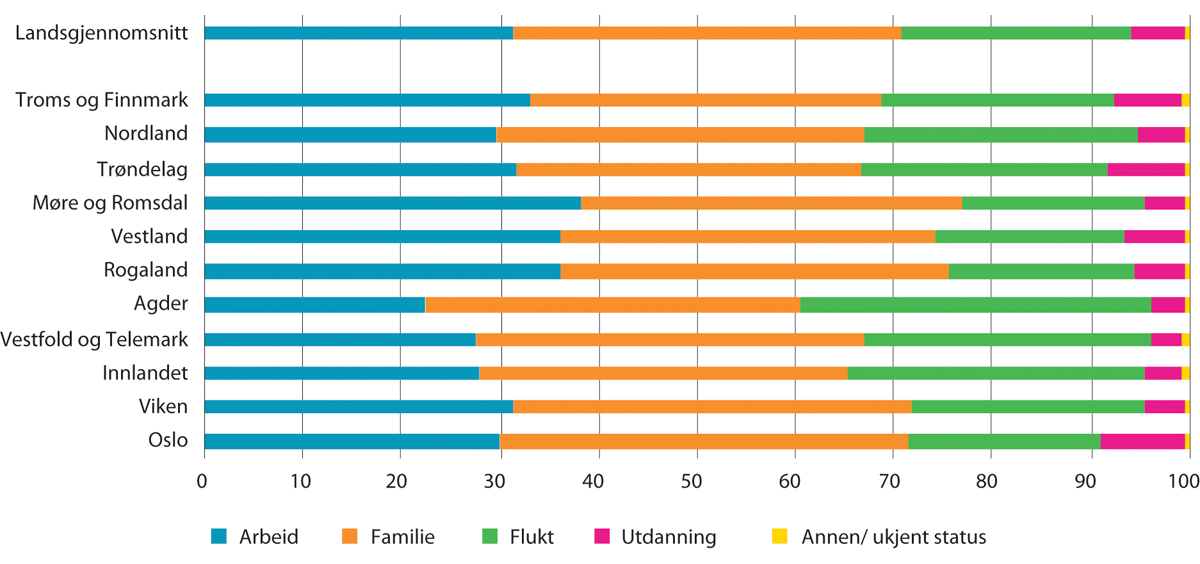 Landsgjennomsnitt
Troms og Finnmark
Nordland
Trøndelag
Møre og Romsdal
Vestland
Rogaland
Agder
Vestfold og Telemark
Innlandet
Viken
Oslo
0 10 20 30 40 50 60 70 80 90 100
Arbeid Familie Flukt Utdanning Annen/ ukjent status